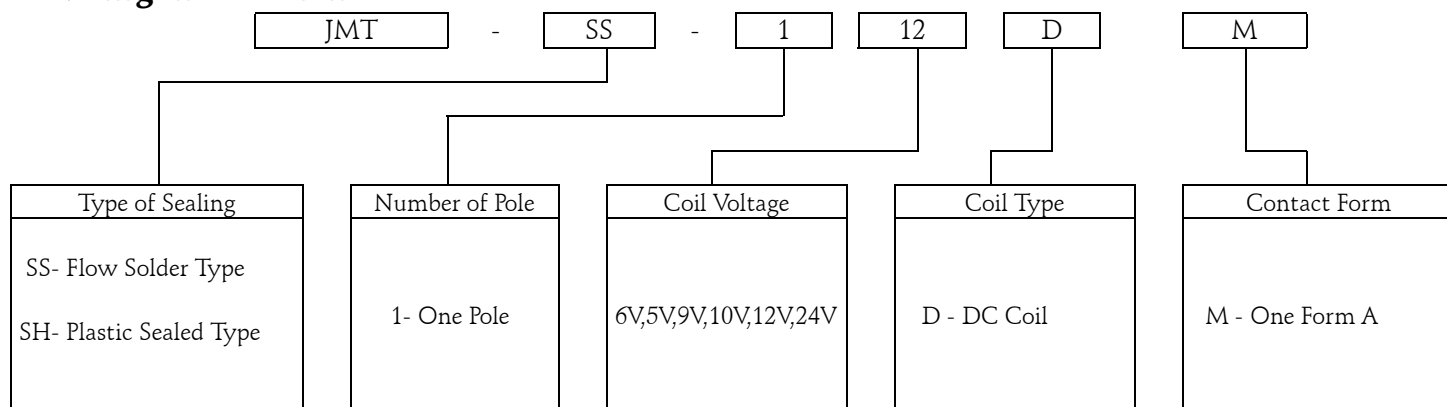 JMT - SS - 1 12 D M
Type of Sealing
SS- Flow Solder Type
SH- Plastic Sealed Type
Number of Pole
1- One Pole
Coil Voltage
6V,5V,9V,10V,12V,24V
Coil Type
D - DC Coil
Contact Form
M - One Form A